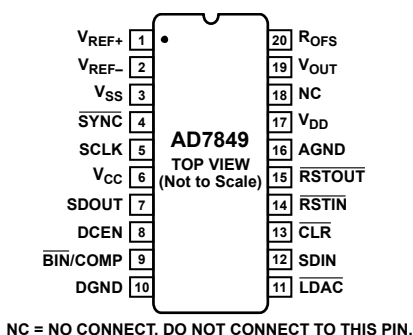 VREF+ 1
VREF– 2
VSS 3
SYNC 4
SCLK 5
VCC 6
SDOUT 7
DCEN 8
BIN/COMP 9
DGND 10
AD7849
TOP VIEW
(Not to Scale)
20 ROFS
19 VOUT
18 NC
17 VDD
16 AGND
15 RSTOUT
14 RSTIN
13 CLR
12 SDIN
11 LDAC
NC = NO CONNECT. DO NOT CONNECT TO THIS PIN.